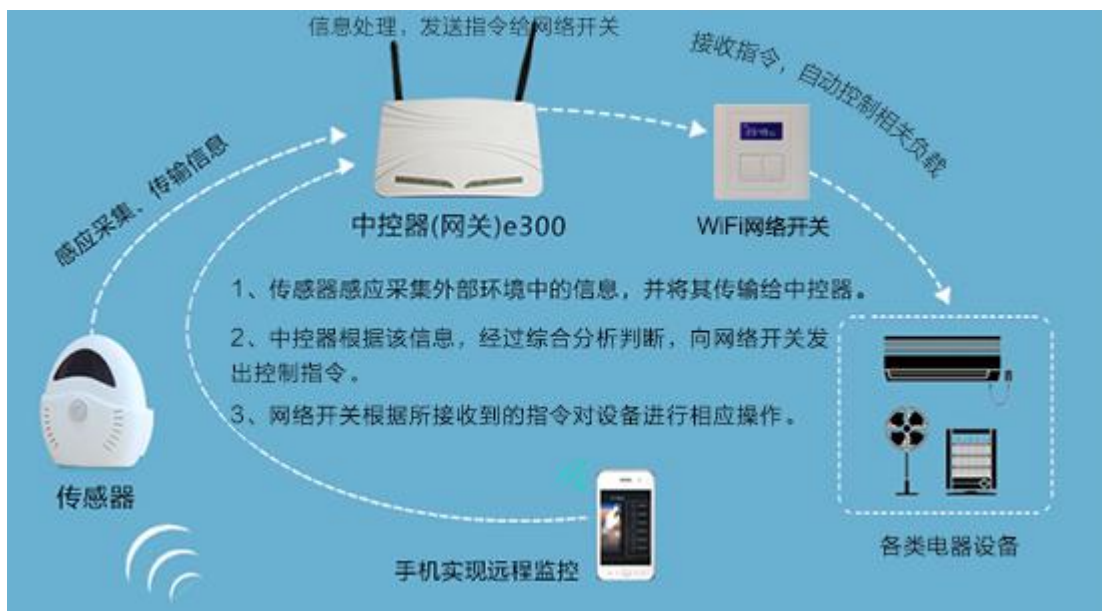 信息处理，发送指令给网络开关
接收指令，自动控制相关负载
感应采集、传输信息
中控器(网关)e300
WiFi网络开关
1、传感器感应采集外部环境中的信息，并将其传输给中控器。
2、中控器根据该信息，经过综合分析判断，向网络开关发
出控制指令。
3、网络开关根据所接收到的指令对设备进行相应操作。
传感器
手机实现远程监控
各类电器设备